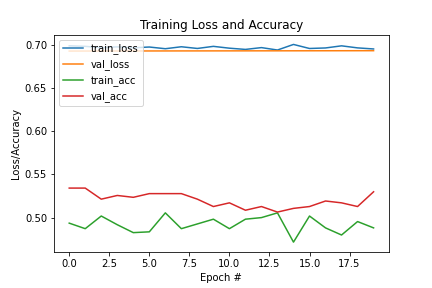 Training Loss and Accuracy
0.70
0.65
0.60
0.55
0.50
Loss/Accuracy
train_loss
val_loss
train_acc
val_acc
0.0 2.5 5.0 7.5 10.0 12.5 15.0 17.5
Epoch #